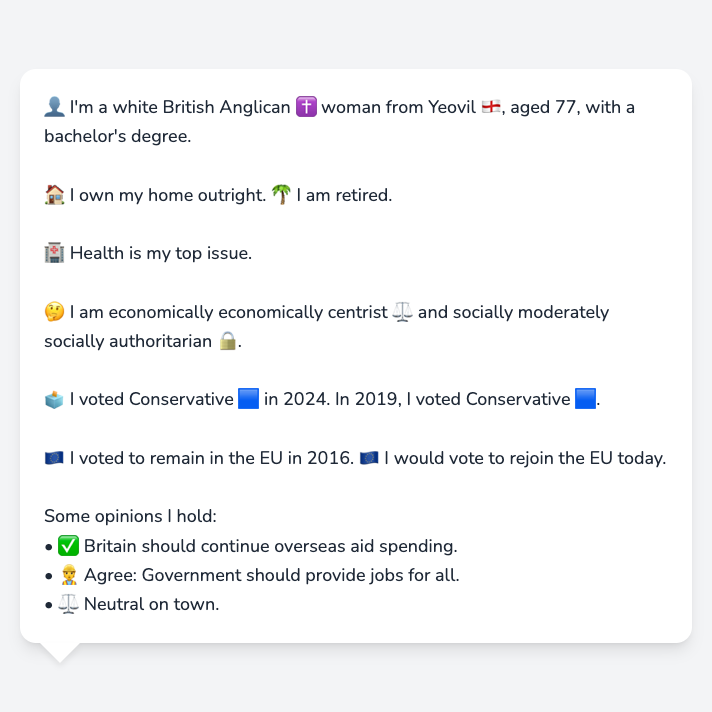 👤 I'm a white British Anglican ✝️ woman from Yeovil 🏴󠁧󠁢󠁥󠁮󠁧󠁿, aged 77, with a
bachelor's degree.
🏠 I own my home outright. 🌴 I am retired.
🏥 Health is my top issue.
🤔 I am economically economically centrist ⚖️ and socially moderately
socially authoritarian 🔒.
🗳️ I voted Conservative 🟦 in 2024. In 2019, I voted Conservative 🟦.
🇪🇺 I voted to remain in the EU in 2016. 🇪🇺 I would vote to rejoin the EU today.
Some opinions I hold:
• ✅ Britain should continue overseas aid spending.
• 👷 Agree: Government should provide jobs for all.
• ⚖️ Neutral on town.